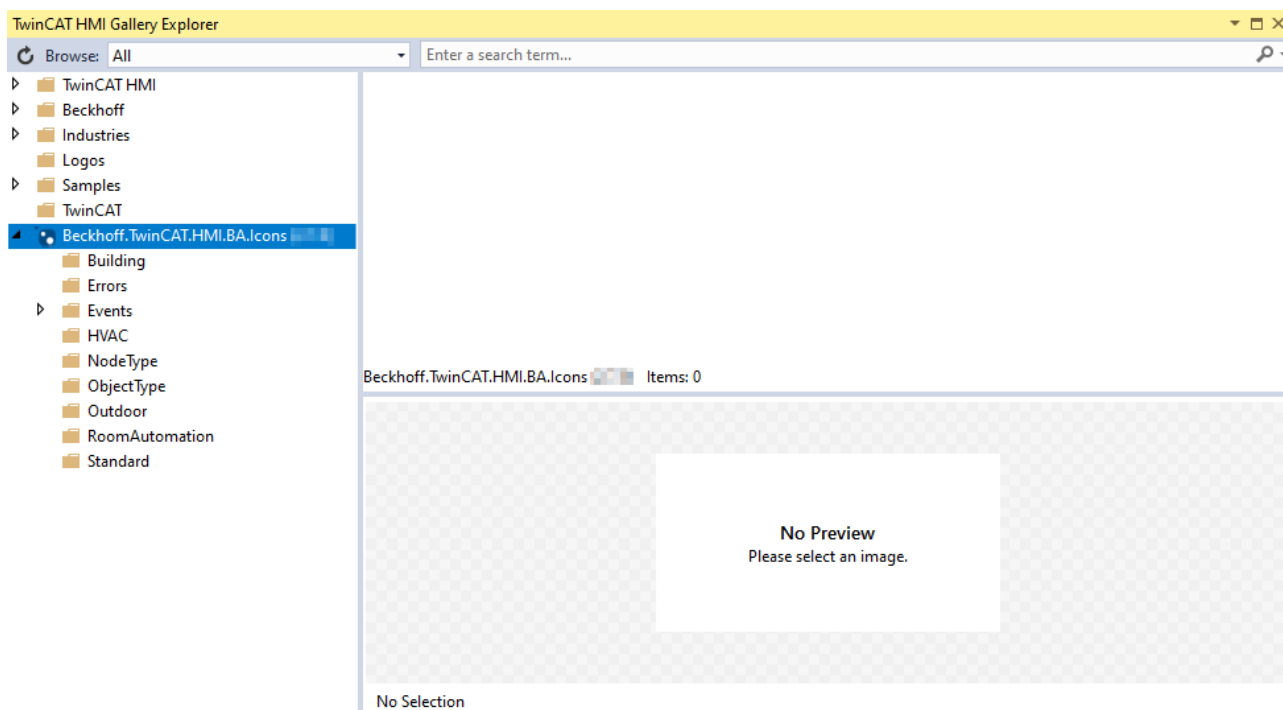 TwinCAT HMI Gallery Explorer
Browse: All Enter a search term...
TwinCAT HMI
Beckhoff
Industries
Logos
Samples
TwinCAT
Beckhoff.TwinCAT.HMI.BA.Icons
Building
Errors
Events
HVAC
NodeType
ObjectType
Outdoor
RoomAutomation
Standard
Beckhoff.TwinCAT.HMI.BA.Icons Items: 0
No Preview
Please select an image.
No Selection